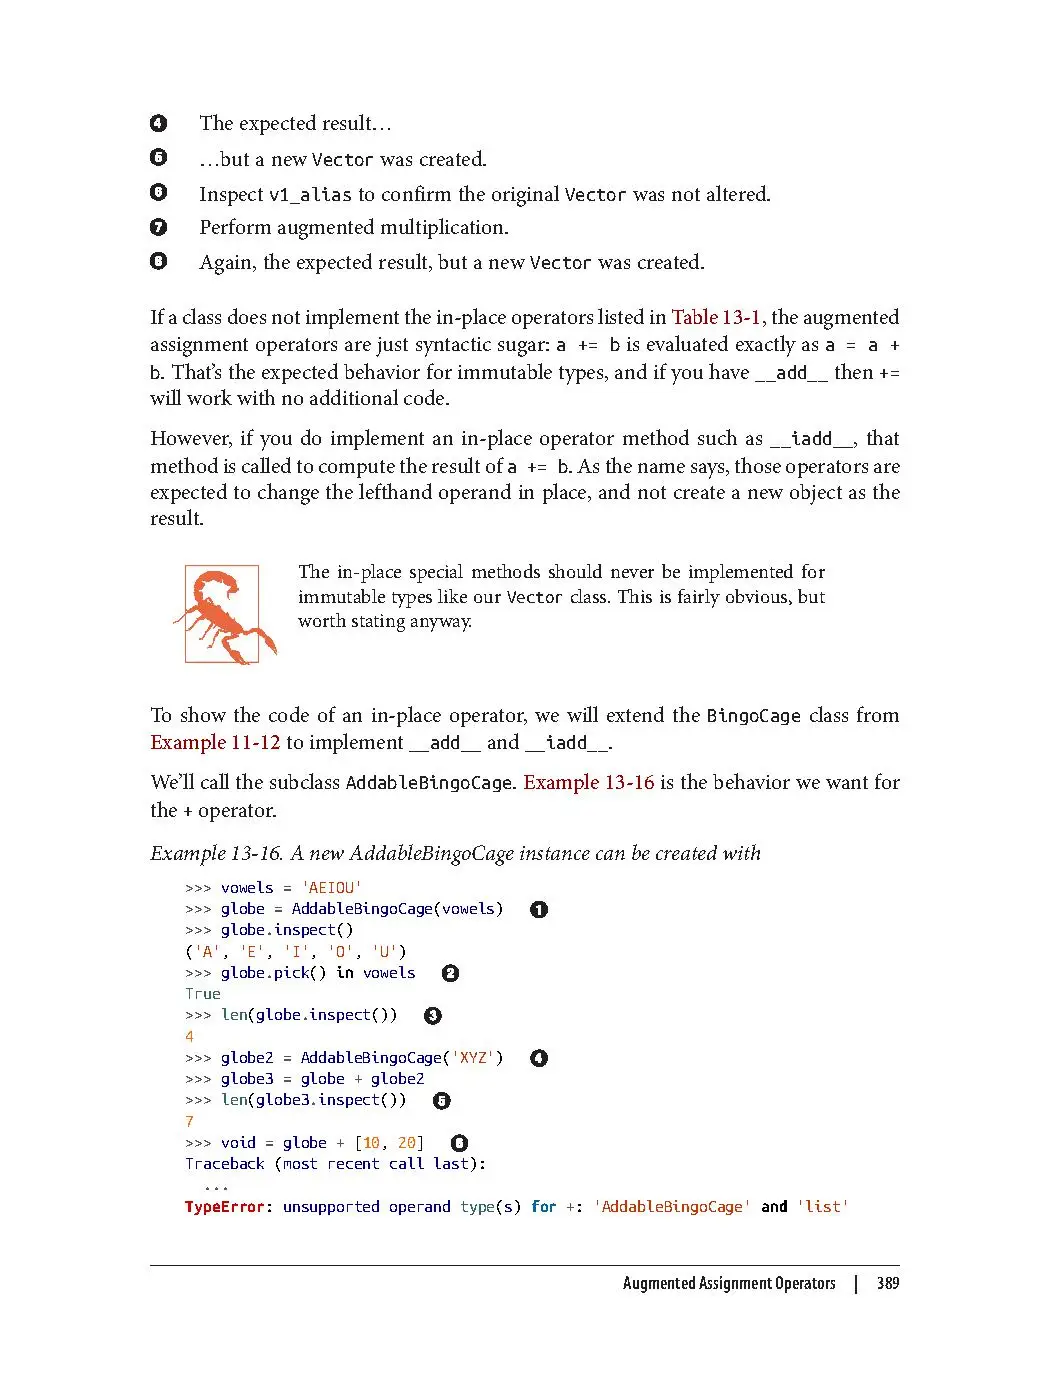 4 The expected result…
5 …but a new Vector was created.
6 Inspect v1_alias to confirm the original Vector was not altered.
7 Perform augmented multiplication.
8 Again, the expected result, but a new Vector was created.
If a class does not implement the in-place operators listed in Table 13-1, the augmented
assignment operators are just syntactic sugar: a += b is evaluated exactly as a = a +
b. That’s the expected behavior for immutable types, and if you have __add__ then +=
will work with no additional code.
However, if you do implement an in-place operator method such as __iadd__, that
method is called to compute the result of a += b. As the name says, those operators are
expected to change the lefthand operand in place, and not create a new object as the
result.
The in-place special methods should never be implemented for
immutable types like our Vector class. This is fairly obvious, but
worth stating anyway.
To show the code of an in-place operator, we will extend the BingoCage class from
Example 11-12 to implement __add__ and __iadd__.
We’ll call the subclass AddableBingoCage. Example 13-16 is the behavior we want for
the + operator.
Example 13-16. A new AddableBingoCage instance can be created with
>>> vowels = 'AEIOU'
>>> globe = AddableBingoCage(vowels) 1
>>> globe.inspect()
('A', 'E', 'I', 'O', 'U')
>>> globe.pick() in vowels 2
True
>>> len(globe.inspect()) 3
4
>>> globe2 = AddableBingoCage('XYZ') 4
>>> globe3 = globe + globe2
>>> len(globe3.inspect()) 5
7
>>> void = globe + [10, 20] 6
Traceback (most recent call last):
  ...
TypeError: unsupported operand type(s) for +: 'AddableBingoCage' and 'list'
Augmented Assignment Operators | 389